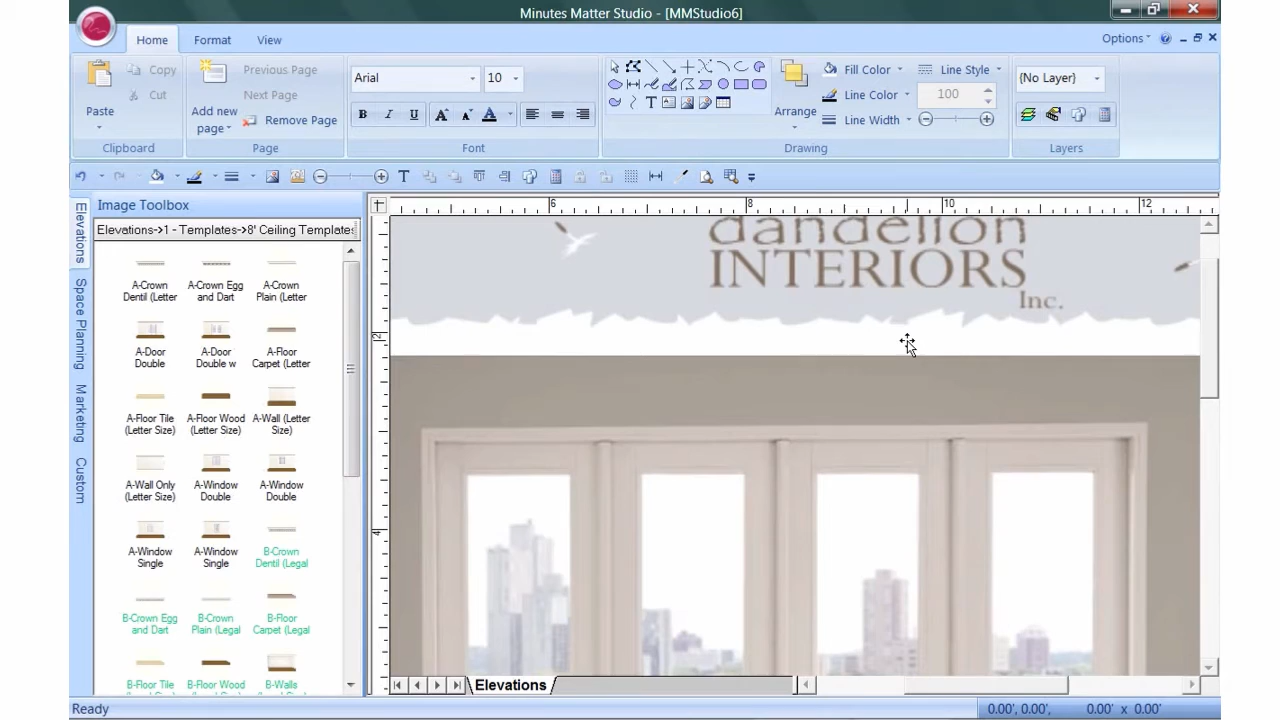 Minutes Matter Studio - [MMStudio6]
Home Format View Options
Paste
Copy
Cut
Clipboard
Add new page
Previous Page
Next Page
Remove Page
Page
Arial 10
B I U A A A
Font
T
Arrange
Fill Color
Line Color
Line Width
Line Style
100
Drawing
{No Layer}
Layers
T
Image Toolbox
Elevations->1 - Templates->8' Ceiling Templates
Elevations
Space Planning
Marketing
Custom
A-Crown Dentil (Letter
A-Crown Egg and Dart
A-Crown Plain (Letter
A-Door Double
A-Door Double w
A-Floor Carpet (Letter
A-Floor Tile (Letter Size)
A-Floor Wood (Letter Size)
A-Wall (Letter Size)
A-Wall Only (Letter Size)
A-Window Double
A-Window Double
A-Window Single
A-Window Single
B-Crown Dentil (Legal
B-Crown Egg and Dart
B-Crown Plain (Legal
B-Floor Carpet (Legal
B-Floor Tile
B-Floor Wood
B-Walls
6 8 10 12
2
4
dandelion
INTERIORS
Inc.
Elevations
Ready
0.00', 0.00', 0.00' x 0.00'